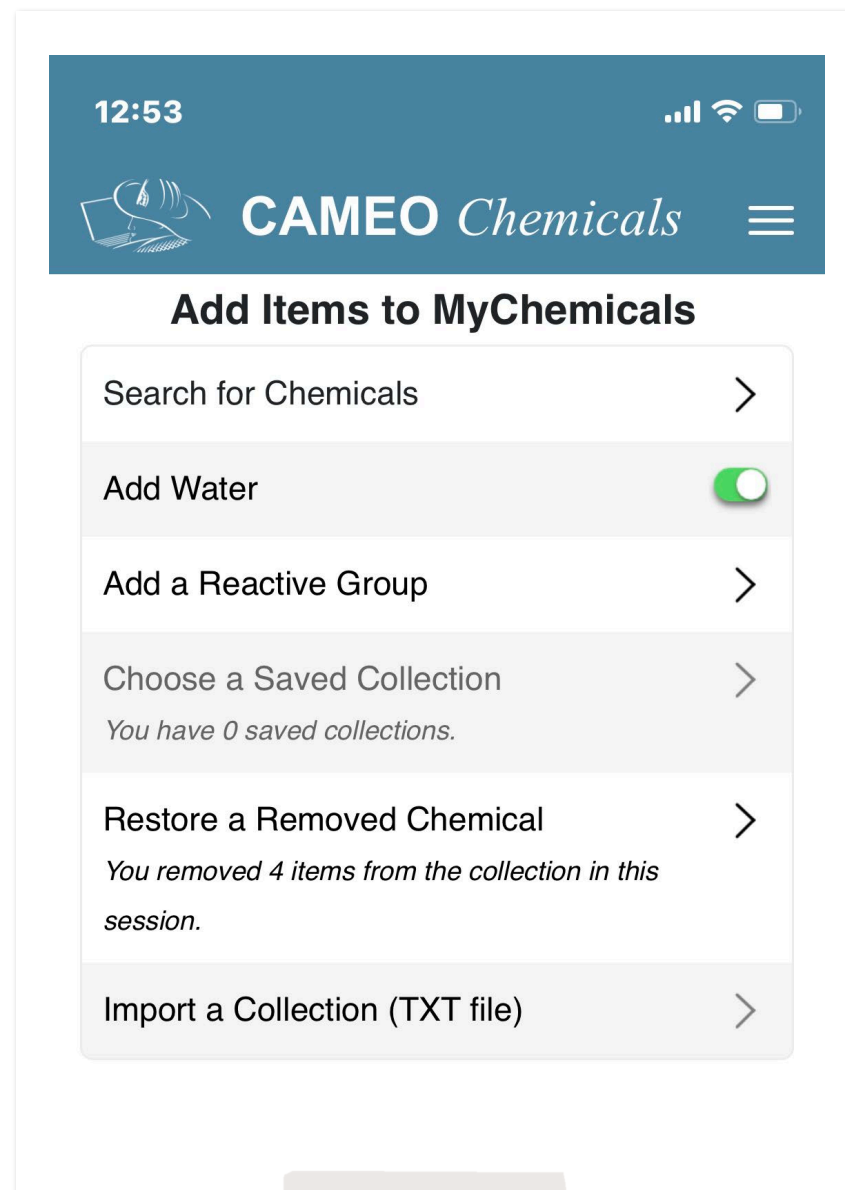 12:53
CAMEO Chemicals
Add Items to MyChemicals
Search for Chemicals
Add Water
Add a Reactive Group
Choose a Saved Collection
You have 0 saved collections.
Restore a Removed Chemical
You removed 4 items from the collection in this
session.
Import a Collection (TXT file)